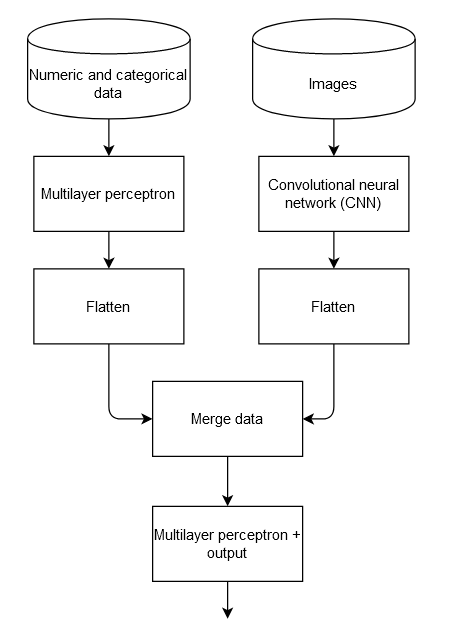 Numeric and categorical
data
Images
Multilayer perceptron
Convolutional neural
network (CNN)
Flatten
Flatten
Merge data
Multilayer perceptron +
output